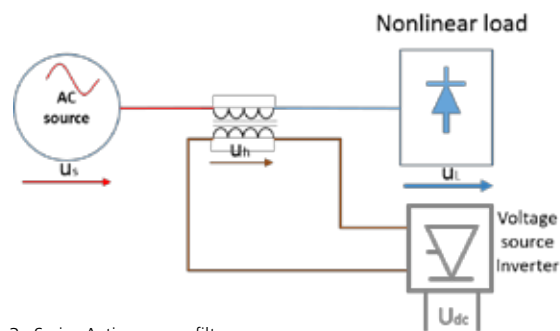 Nonlinear load
AC
source
us
uh
uL
Voltage
source
Inverter
Udc